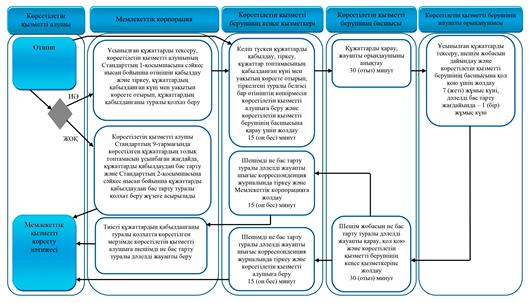 Көрсетілетін
қызметті алушы
Мемлекеттік корпорация
Көрсетілетін қызметті
берушінің кеңсе қызметкері
Көрсетілетін қызметті
берушінің басшысы
Көрсетілетін қызметті берушінің
жауапты орындаушысы
Өтініш
ИӘ
ЖОҚ
Мемлекеттік
қызметті
көрсету
нәтижесі
Ұсынылған құжаттарды тексеру,
көрсетілетін қызметті алушының
Стандарттың 1-қосымшасына сәйкес
нысан бойынша өтінішін қабылдау
және тіркеу, құжаттардың
қабылданған күні мен уақытын
көрсете отырып, құжаттардың
қабылданғаны туралы қолхат беру
Көрсетілетін қызметті алушы
Стандарттың 9-тармағында
көрсетілген құжаттардың толық
топтамасын ұсынбаған жағдайда,
құжаттарды қабылдаудан бас тарту
және Стандарттың 2-қосымшасына
сәйкес нысан бойынша құжаттарды
қабылдаудан бас тарту туралы
қолхат беру жүзеге асырылады
Тиісті құжаттардың қабылданғаны
туралы қолхатта көрсетілген
мерзімде көрсетілетін қызметті
алушыға шешімді не бас тарту
туралы дәлелді жауапты беру
Келіп түскен құжаттарды
қабылдау, тіркеу,
құжаттар топтамасының
қабылданған күні мен
уақытын көрсете отырып,
тіркелгені туралы белгісі
бар өтініштің көшірмесін
көрсетілетін қызметті
алушыға беру және
көрсетілетін қызметті
берушінің басшысына
қарау үшін жолдау
15 (он бес) минут
Шешімді не бас тарту
туралы дәлелді жауапты
шығыс корреспонденция
журналында тіркеу және
Мемлекеттік корпорацияға
жолдау
15 (он бес) минут
Шешімді не бас тарту
туралы дәлелді жауапты
шығыс корреспонденция
журналында тіркеу және
көрсетілетін қызметті
алушыға беру
15 (он бес) минут
Құжаттарды қарау,
жауапты орындаушыны
анықтау
30 (отыз) минут
Шешім жобасын не бас
тарту туралы дәлелді
жауапты қарау, қол қою
және көрсетілетін
қызметті берушінің
кеңсе қызметкеріне
жолдау
30 (отыз) минут
Ұсынылған құжаттарды
тексеру, шешім жобасын
дайындау және
көрсетілетін қызметті
берушінің басшысына қол
қою үшін жолдау
7 (жеті) жұмыс күні,
дәлелді бас тарту
жағдайында – 1 (бір)
жұмыс күні